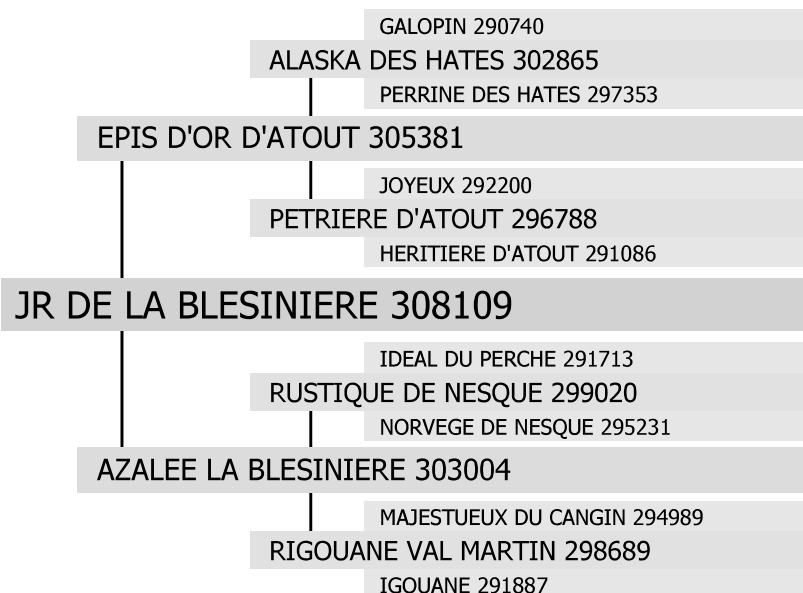 GALOPIN 290740
ALASKA DES HATES 302865
PERRINE DES HATES 297353
EPIS D'OR D'ATOUT 305381
JOYEUX 292200
PETRIERE D'ATOUT 296788
HERITIERE D'ATOUT 291086
JR DE LA BLESINIERE 308109
IDEAL DU PERCHE 291713
RUSTIQUE DE NESQUE 299020
NORVEGE DE NESQUE 295231
AZALEE LA BLESINIERE 303004
MAJESTUEUX DU CANGIN 294989
RIGOUANE VAL MARTIN 298689
IGOUANE 291887